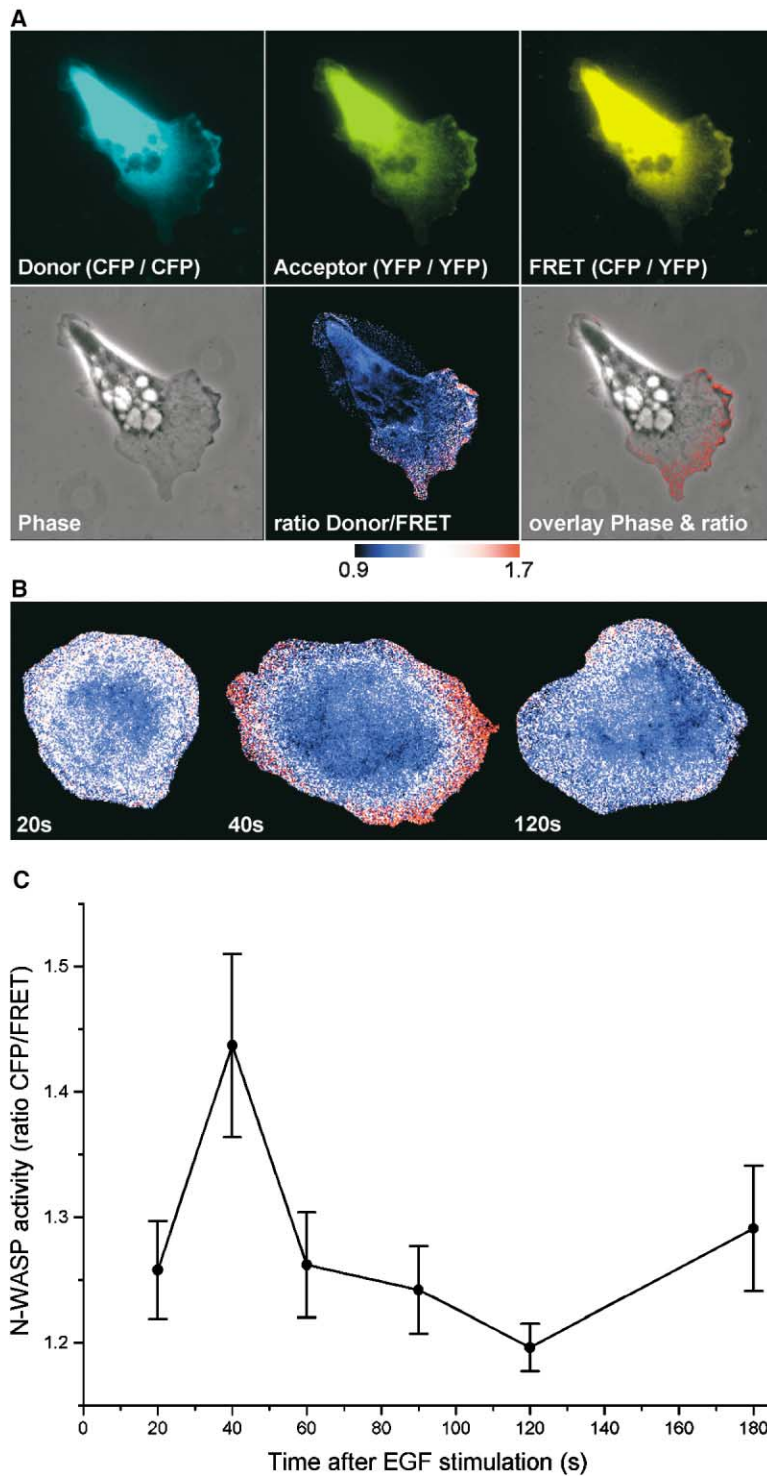 A
Donor (CFP / CFP)
Acceptor (YFP / YFP)
FRET (CFP / YFP)
Phase
ratio Donor/FRET
overlay Phase & ratio
0.9
1.7
B
20s
40s
120s
C
N-WASP activity (ratio CFP/FRET)
1.5
1.4
1.3
1.2
0
20
40
60
80
100
120
140
160
180
Time after EGF stimulation (s)